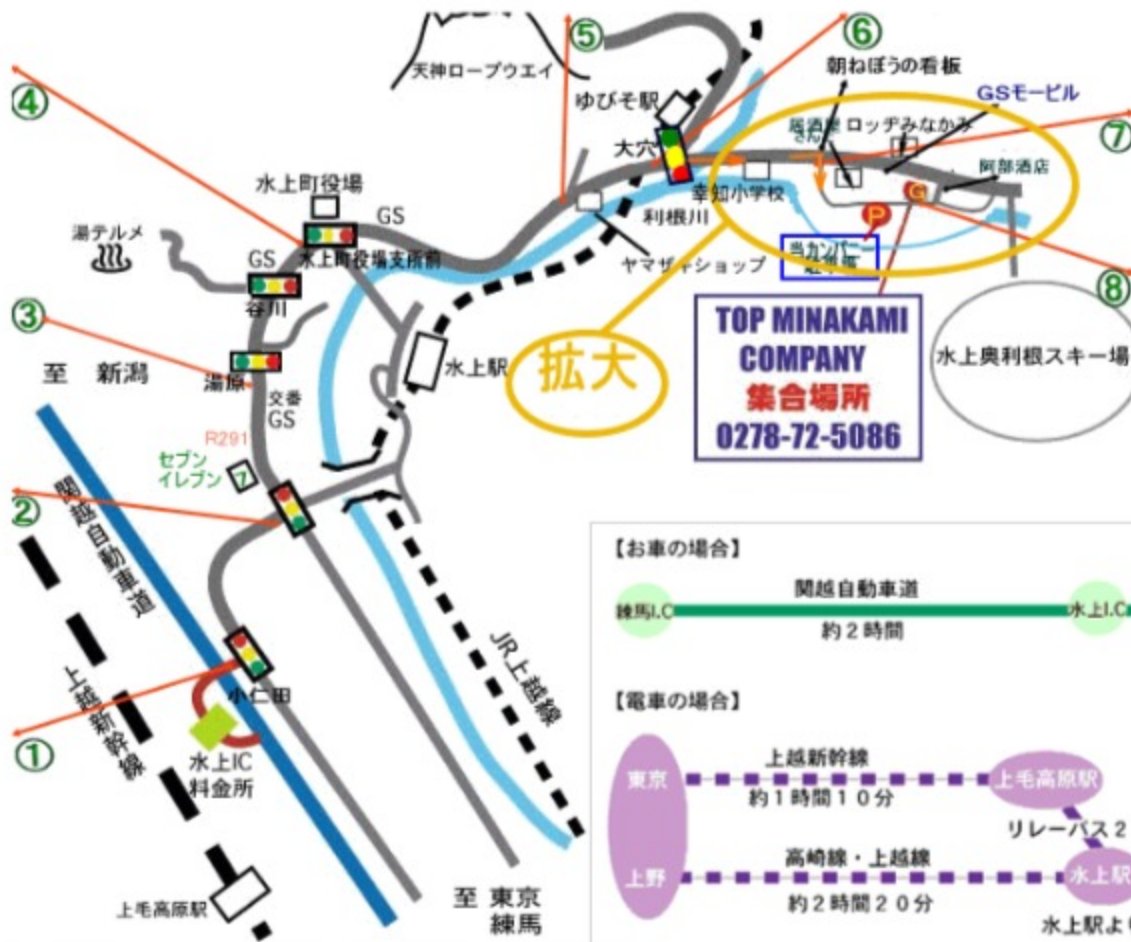 ⑤
⑥
天神ロープウエイ
朝ねぼうの看板
④
ゆびそ駅
GSモービル
居酒屋
さん
ロッヂみなかみ
⑦
大穴
阿部酒店
水上町役場
幸知小学校
G
GS
利根川
P
湯テルメ
GS
水上町役場支所前
ヤマザキショップ
当カンパニー
駐車場
⑧
谷川
③
TOP MINAKAMI
COMPANY
集合場所
0278-72-5086
拡大
水上駅
水上奥利根スキー場
至 新潟
湯原
交番
GS
R291
セブン
イレブン
7
②
関越自動車道
【お車の場合】
関越自動車道
練馬I.C
水上I.C
約2時間
JR上越線
上越新幹線
小仁田
①
水上IC
料金所
【電車の場合】
上越新幹線
東京
上毛高原駅
約1時間10分
リレーバス2
高崎線・上越線
上野
水上駅
約2時間20分
上毛高原駅
至 東京
練馬
水上駅より